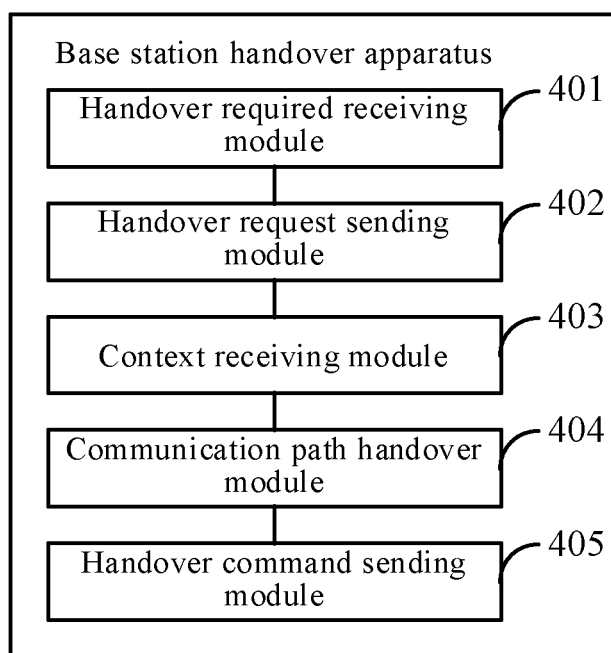 Base station handover apparatus
Handover required receiving
module
401
Handover request sending
module
402
Context receiving module
403
Communication path handover
module
404
Handover command sending
module
405